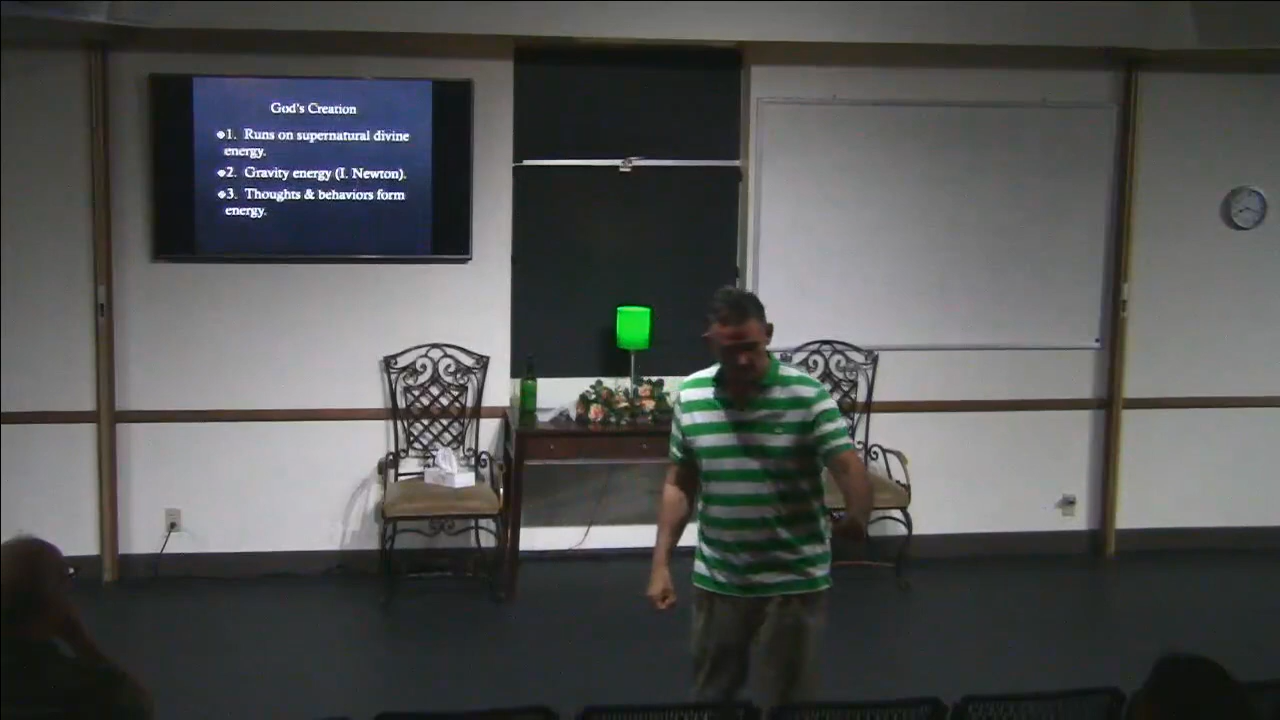 God's Creation
1. Runs on supernatural divine
energy.
2. Gravity energy (I. Newton).
3. Thoughts & behaviors form
energy.